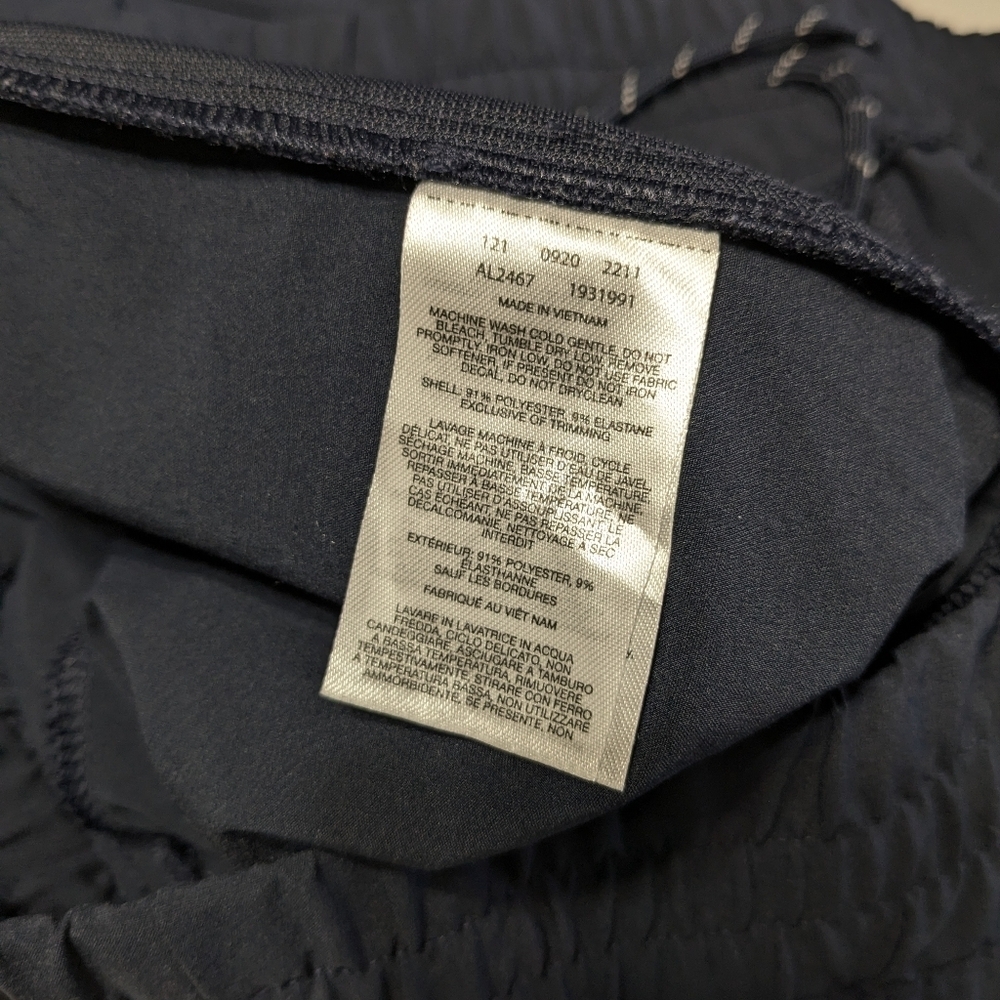 121 0920 2211
AL2467 1931991
MADE IN VIETNAM
MACHINE WASH COLD GENTLE, DO NOT
BLEACH, TUMBLE DRY LOW, REMOVE
PROMPTLY, IRON LOW, DO NOT USE FABRIC
SOFTENER, IF PRESENT DO NOT IRON
DECAL, DO NOT DRYCLEAN
SHELL: 91% POLYESTER, 9% ELASTANE
EXCLUSIVE OF TRIMMING
LAVAGE MACHINE À FROID, CYCLE
DÉLICAT, NE PAS UTILISER D'EAU DE JAVEL,
SÉCHAGE MACHINE, BASSE TEMPÉRATURE
SORTIR IMMÉDIATEMENT DE LA MACHINE,
REPASSER À BASSE TEMPÉRATURE, NE
PAS UTILISER D'ASSOUPLISSANT LE
CAS ÉCHEANT, NE PAS REPASSER LA
DÉCALCOMANIE, NETTOYAGE A SEC
INTERDIT
EXTÉRIEUR: 91% POLYESTER, 9%
ÉLASTHANNE
SAUF LES BORDURES
FABRIQUÉ AU VIÊT NAM
LAVARE IN LAVATRICE IN ACQUA
FREDDA, CICLO DELICATO, NON
CANDEGGIARE, ASCIUGARE A TAMBURO
A BASSA TEMPERATURA, RIMUOVERE
TEMPESTIVAMENTE, STIRARE CON FERRO
A TEMPERATURA BASSA, NON UTILIZZARE
AMMORBIDENTE, SE PRESENTE, NON